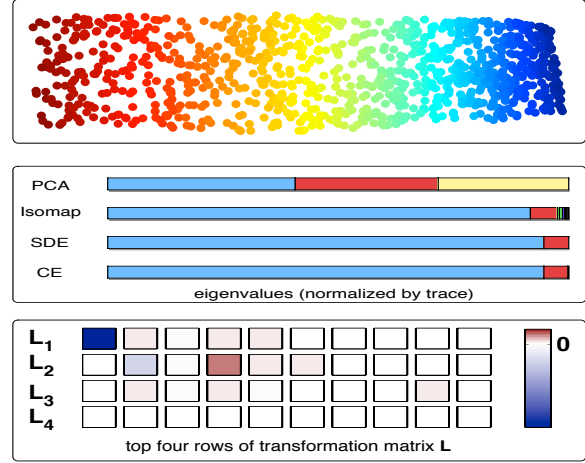 PCA
Isomap
SDE
CE
eigenvalues (normalized by trace)
L1
L2
L3
L4
0
top four rows of transformation matrix L